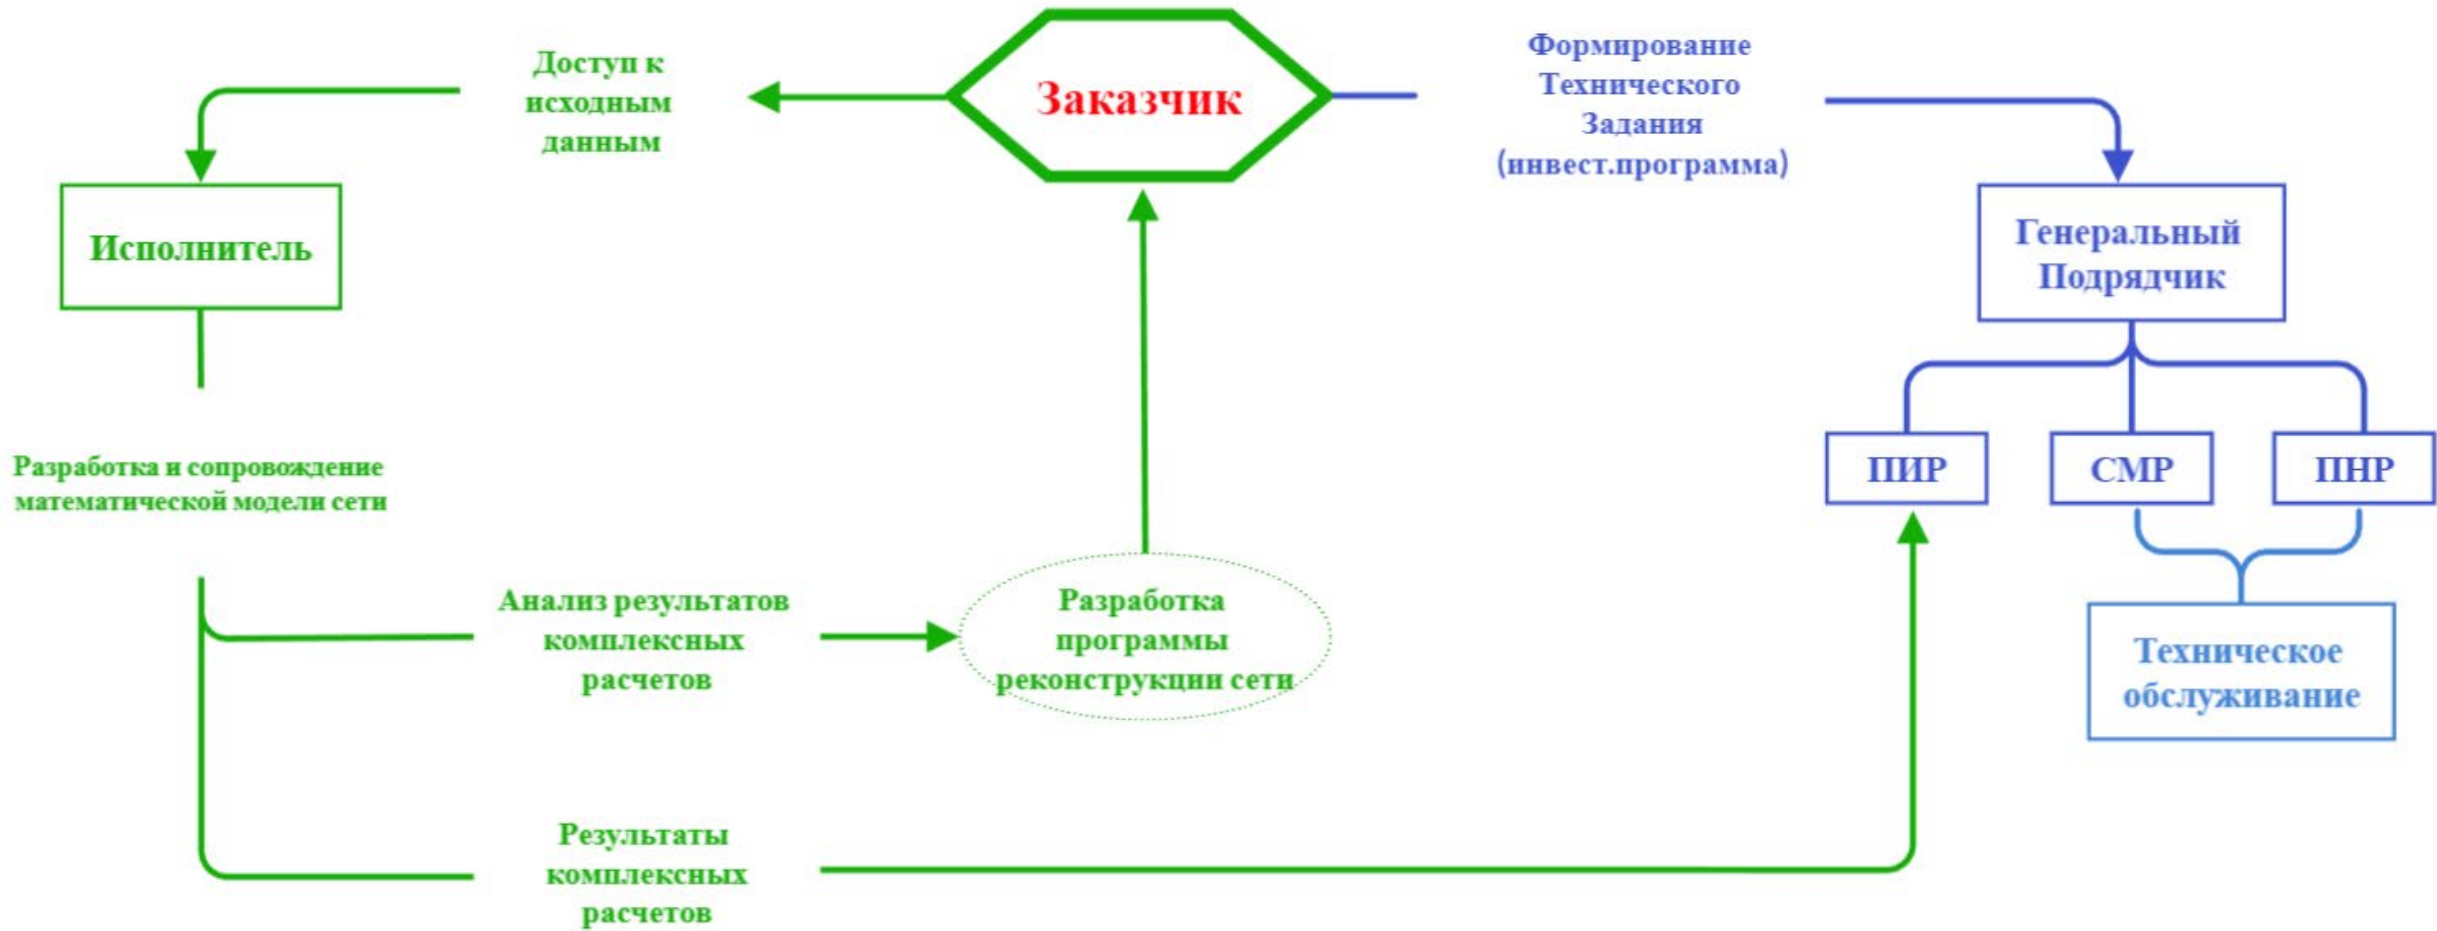 Заказчик
Доступ к
исходным
данным
Формирование
Технического
Задания
(инвест.программа)
Исполнитель
Генеральный
Подрядчик
ПИР
СМР
ПНР
Разработка и сопровождение
математической модели сети
Анализ результатов
комплексных
расчетов
Разработка
программы
реконструкции сети
Техническое
обслуживание
Результаты
комплексных
расчетов